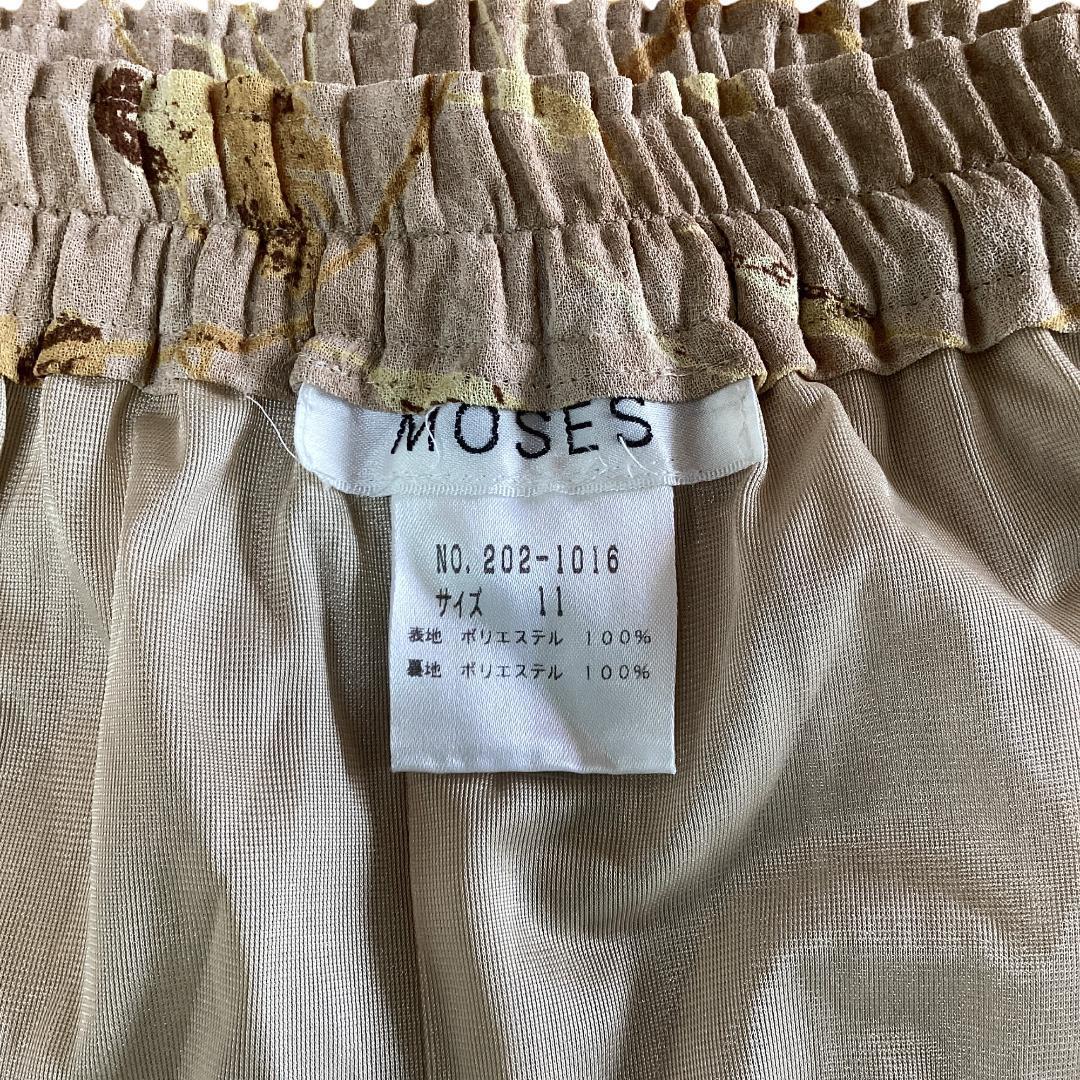 MOSES
NO. 202-1016
サイズ 11
表地 ポリエステル 100%
裏地 ポリエステル 100%